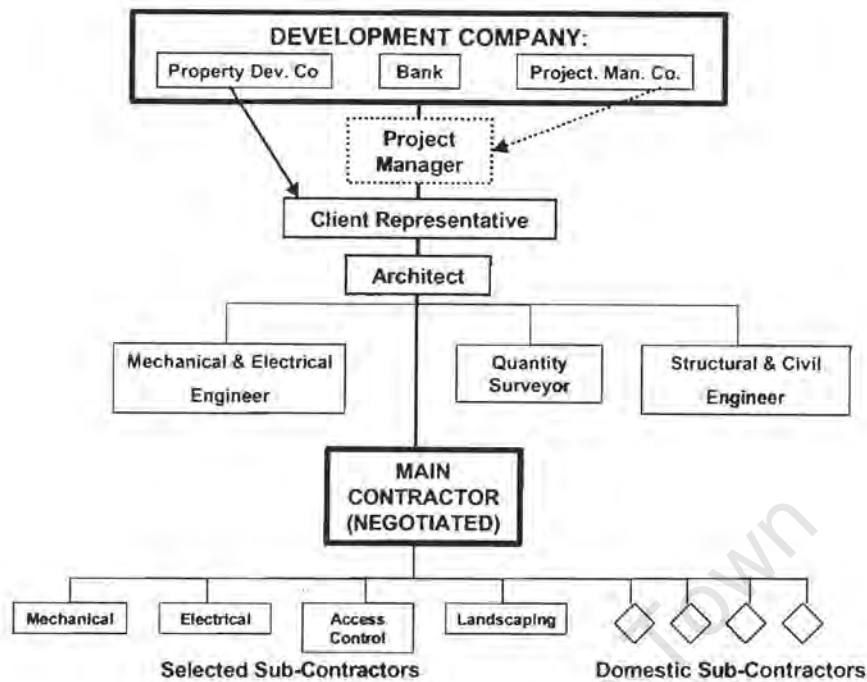 DEVELOPMENT COMPANY:
Property Dev. Co
Bank
Project. Man. Co.
Project
Manager
Client Representative
Architect
Mechanical & Electrical
Engineer
Quantity
Surveyor
Structural & Civil
Engineer
MAIN
CONTRACTOR
(NEGOTIATED)
Mechanical
Electrical
Access
Control
Landscaping
Selected Sub-Contractors
Domestic Sub-Contractors
Town